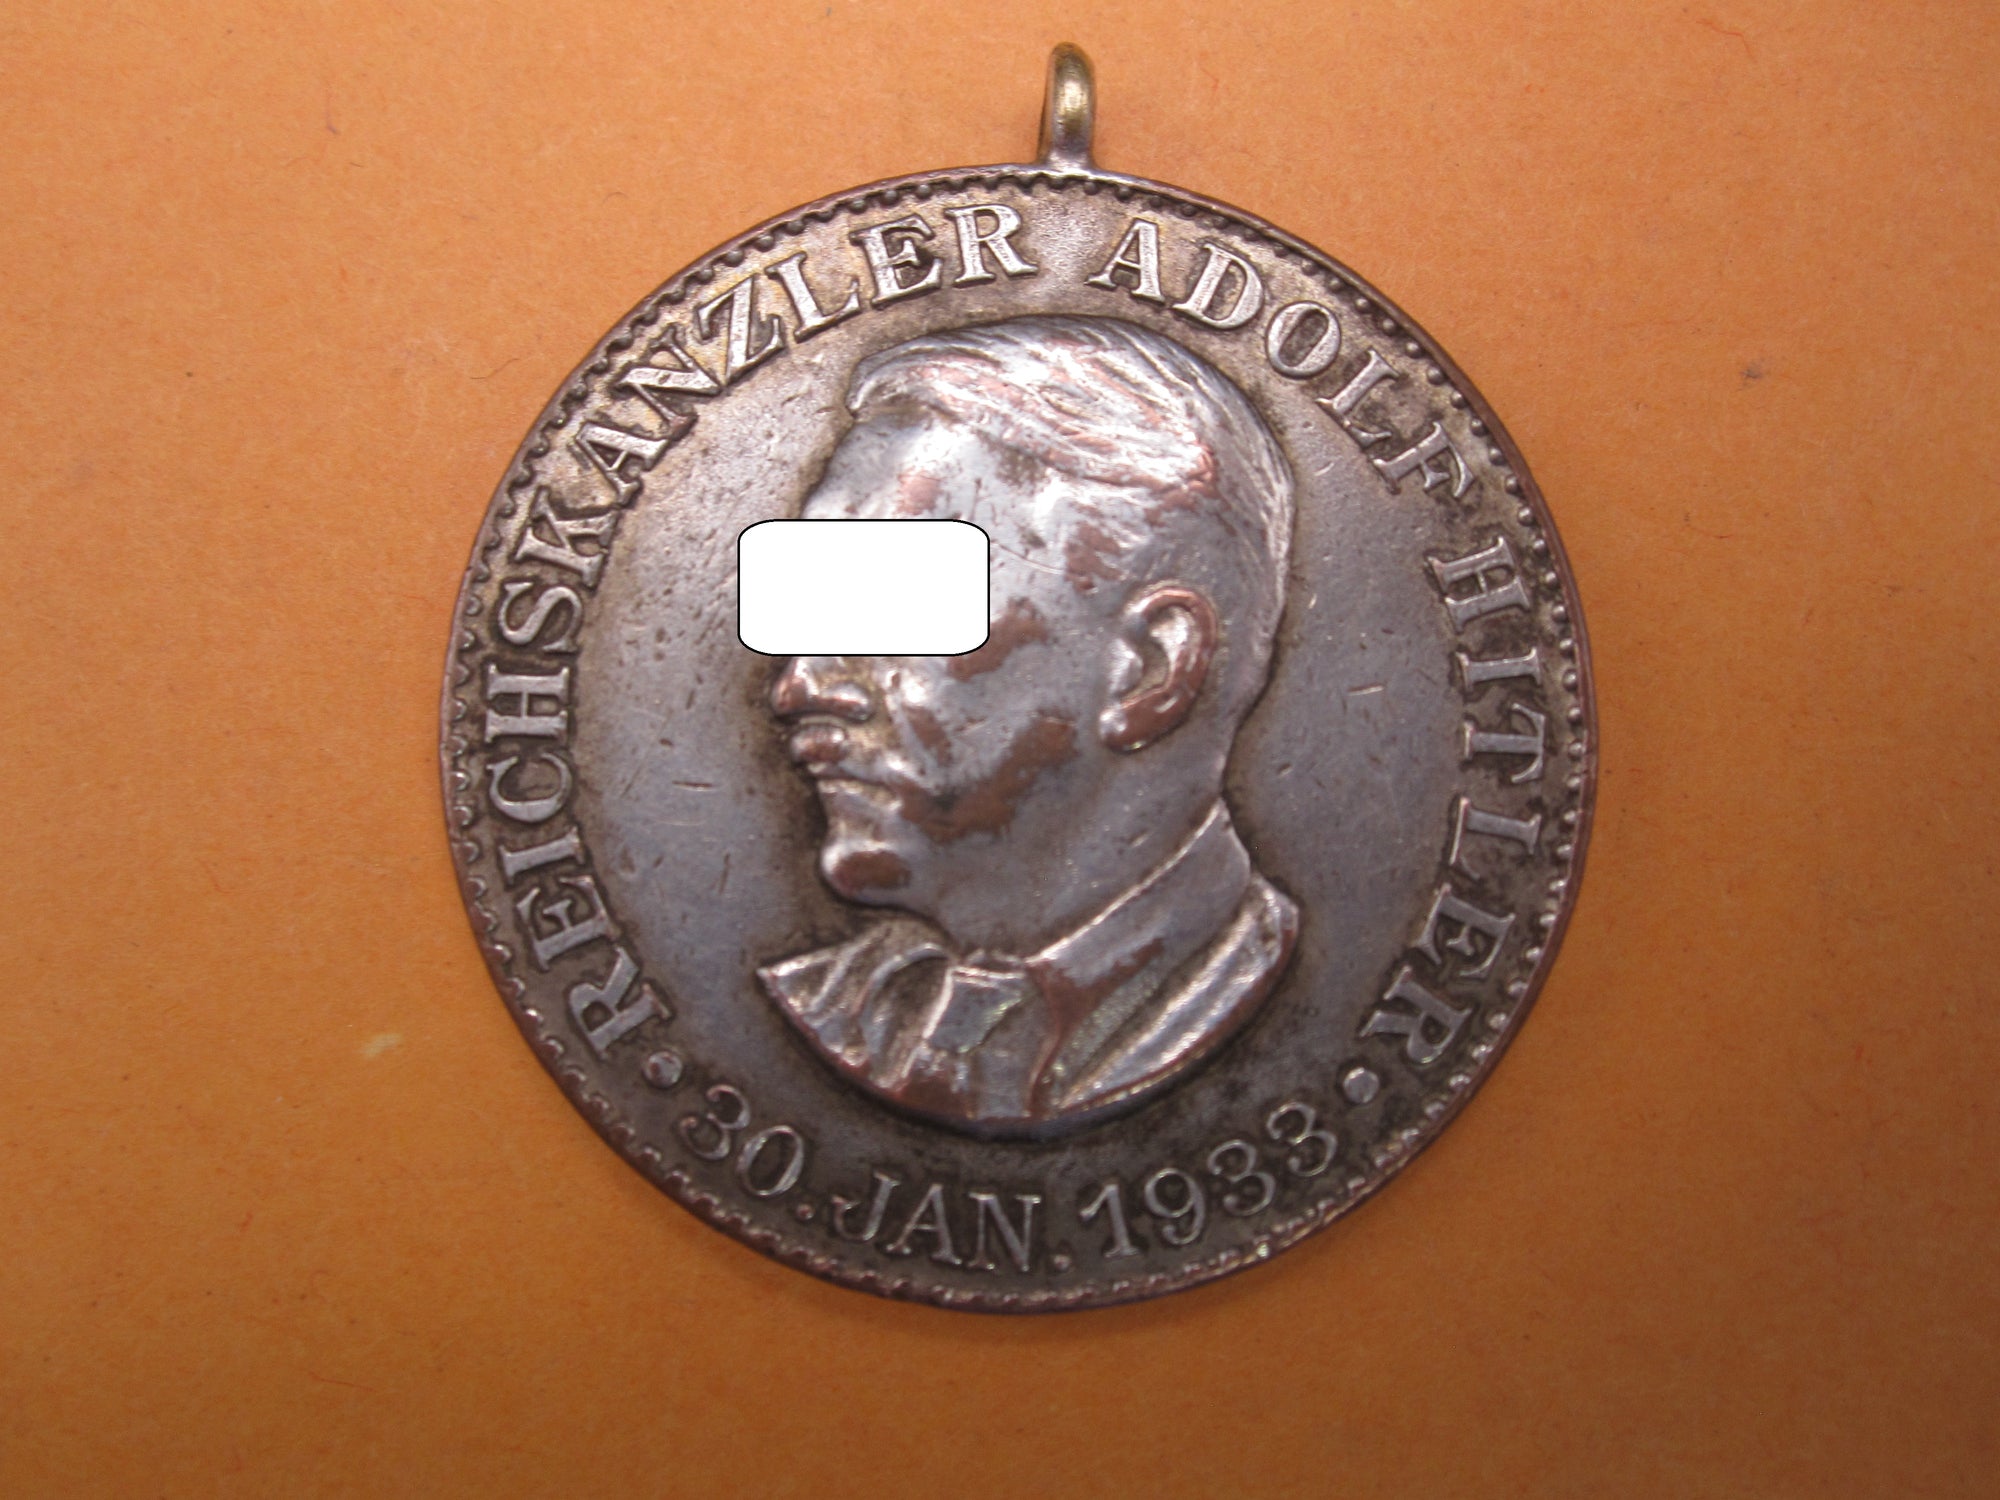 REICHSKANZLER ADOLF HITLER
• 30. JAN. 1933 •